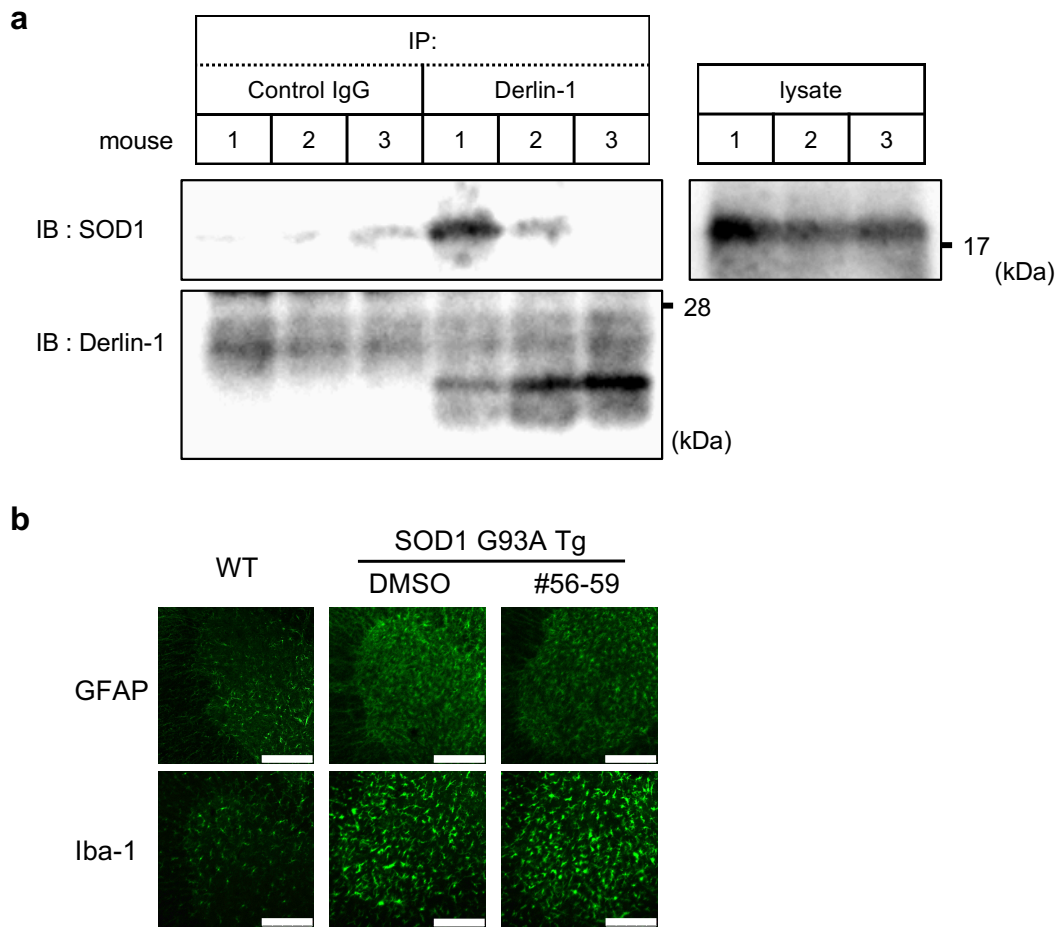 a
IP:
Control IgG Derlin-1 lysate
mouse 1 2 3 1 2 3 1 2 3
IB : SOD1
17
(kDa)
28
IB : Derlin-1
(kDa)
b
SOD1 G93A Tg
WT
DMSO #56-59
GFAP
Iba-1